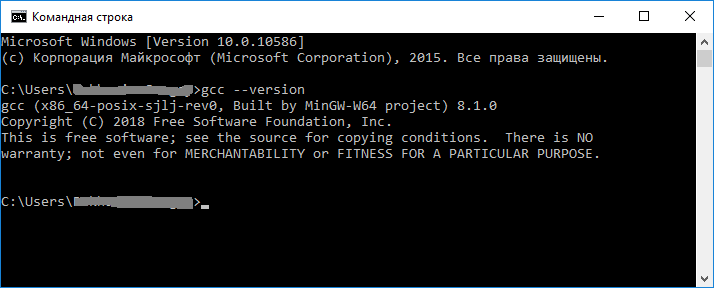 Командная строка
Microsoft Windows [Version 10.0.10586]
(c) Корпорация Майкрософт (Microsoft Corporation), 2015. Все права защищены.
C:\Users\>gcc --version
gcc (x86_64-posix-sjlj-rev0, Built by MinGW-W64 project) 8.1.0
Copyright (C) 2018 Free Software Foundation, Inc.
This is free software; see the source for copying conditions.  There is NO
warranty; not even for MERCHANTABILITY or FITNESS FOR A PARTICULAR PURPOSE.
C:\Users\>